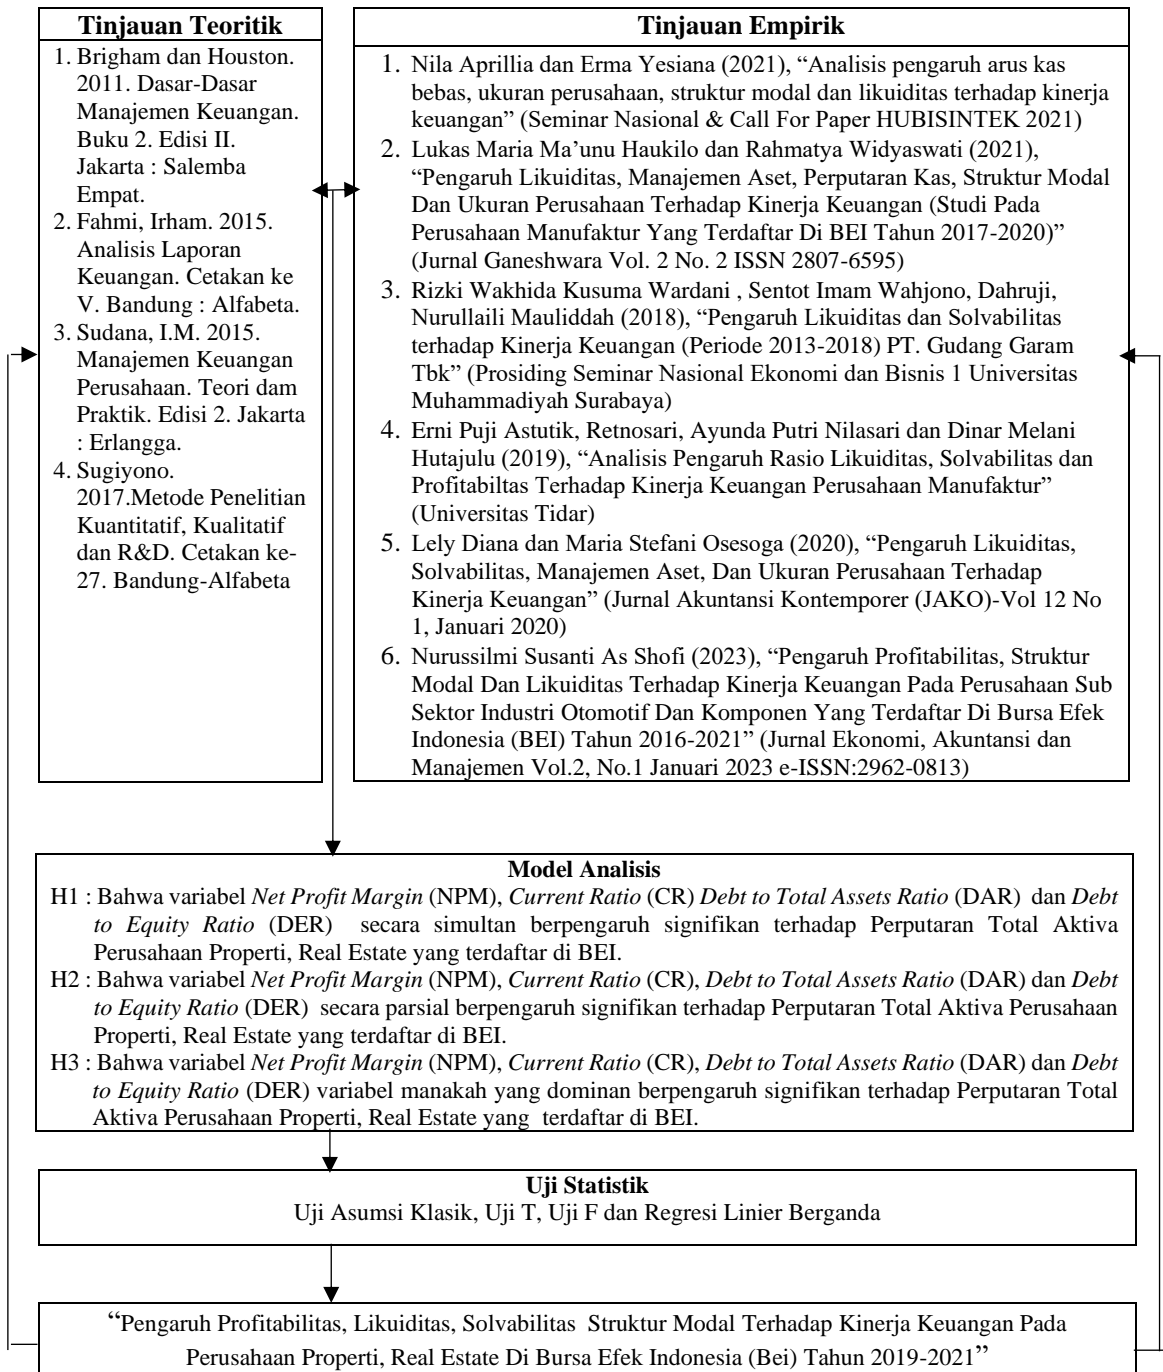 Tinjauan Teoritik
1. Brigham dan Houston.
2011. Dasar-Dasar
Manajemen Keuangan.
Buku 2. Edisi II.
Jakarta : Salemba
Empat.
2. Fahmi, Irham. 2015.
Analisis Laporan
Keuangan. Cetakan ke
V. Bandung : Alfabeta.
3. Sudana, I.M. 2015.
Manajemen Keuangan
Perusahaan. Teori dam
Praktik. Edisi 2. Jakarta
: Erlangga.
4. Sugiyono.
2017.Metode Penelitian
Kuantitatif, Kualitatif
dan R&D. Cetakan ke-
27. Bandung-Alfabeta
Tinjauan Empirik
1. Nila Aprillia dan Erma Yesiana (2021), “Analisis pengaruh arus kas
bebas, ukuran perusahaan, struktur modal dan likuiditas terhadap kinerja
keuangan” (Seminar Nasional & Call For Paper HUBISINTEK 2021)
2. Lukas Maria Ma’unu Haukilo dan Rahmatya Widyaswati (2021),
“Pengaruh Likuiditas, Manajemen Aset, Perputaran Kas, Struktur Modal
Dan Ukuran Perusahaan Terhadap Kinerja Keuangan (Studi Pada
Perusahaan Manufaktur Yang Terdaftar Di BEI Tahun 2017-2020)”
(Jurnal Ganeshwara Vol. 2 No. 2 ISSN 2807-6595)
3. Rizki Wakhida Kusuma Wardani , Sentot Imam Wahjono, Dahruji,
Nurullaili Mauliddah (2018), “Pengaruh Likuiditas dan Solvabilitas
terhadap Kinerja Keuangan (Periode 2013-2018) PT. Gudang Garam
Tbk” (Prosiding Seminar Nasional Ekonomi dan Bisnis 1 Universitas
Muhammadiyah Surabaya)
4. Erni Puji Astutik, Retnosari, Ayunda Putri Nilasari dan Dinar Melani
Hutajulu (2019), “Analisis Pengaruh Rasio Likuiditas, Solvabilitas dan
Profitabiltas Terhadap Kinerja Keuangan Perusahaan Manufaktur”
(Universitas Tidar)
5. Lely Diana dan Maria Stefani Osesoga (2020), “Pengaruh Likuiditas,
Solvabilitas, Manajemen Aset, Dan Ukuran Perusahaan Terhadap
Kinerja Keuangan” (Jurnal Akuntansi Kontemporer (JAKO)-Vol 12 No
1, Januari 2020)
6. Nurussilmi Susanti As Shofi (2023), “Pengaruh Profitabilitas, Struktur
Modal Dan Likuiditas Terhadap Kinerja Keuangan Pada Perusahaan Sub
Sektor Industri Otomotif Dan Komponen Yang Terdaftar Di Bursa Efek
Indonesia (BEI) Tahun 2016-2021” (Jurnal Ekonomi, Akuntansi dan
Manajemen Vol.2, No.1 Januari 2023 e-ISSN:2962-0813)
Model Analisis
H1 : Bahwa variabel Net Profit Margin (NPM), Current Ratio (CR) Debt to Total Assets Ratio (DAR) dan Debt
to Equity Ratio (DER) secara simultan berpengaruh signifikan terhadap Perputaran Total Aktiva
Perusahaan Properti, Real Estate yang terdaftar di BEI.
H2 : Bahwa variabel Net Profit Margin (NPM), Current Ratio (CR), Debt to Total Assets Ratio (DAR) dan Debt
to Equity Ratio (DER) secara parsial berpengaruh signifikan terhadap Perputaran Total Aktiva Perusahaan
Properti, Real Estate yang terdaftar di BEI.
H3 : Bahwa variabel Net Profit Margin (NPM), Current Ratio (CR), Debt to Total Assets Ratio (DAR) dan Debt
to Equity Ratio (DER) variabel manakah yang dominan berpengaruh signifikan terhadap Perputaran Total
Aktiva Perusahaan Properti, Real Estate yang terdaftar di BEI.
Uji Statistik
Uji Asumsi Klasik, Uji T, Uji F dan Regresi Linier Berganda
“Pengaruh Profitabilitas, Likuiditas, Solvabilitas Struktur Modal Terhadap Kinerja Keuangan Pada
Perusahaan Properti, Real Estate Di Bursa Efek Indonesia (Bei) Tahun 2019-2021”